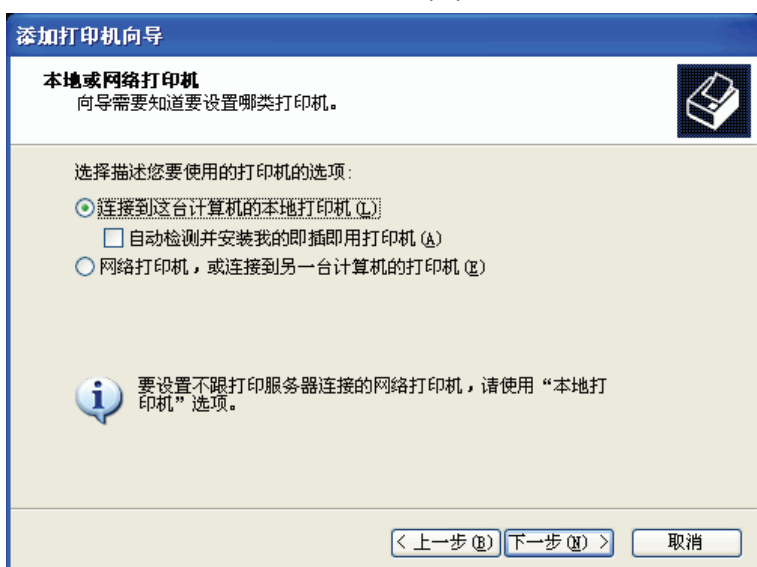 添加打印机向导
本地或网络打印机
向导需要知道要设置哪类打印机。
选择描述您要使用的打印机的选项:
连接到这台计算机的本地打印机(L)
自动检测并安装我的即插即用打印机(A)
网络打印机，或连接到另一台计算机的打印机(E)
要设置不跟打印服务器连接的网络打印机，请使用“本地打
印机”选项。
< 上一步(B) 下一步(N) > 取消